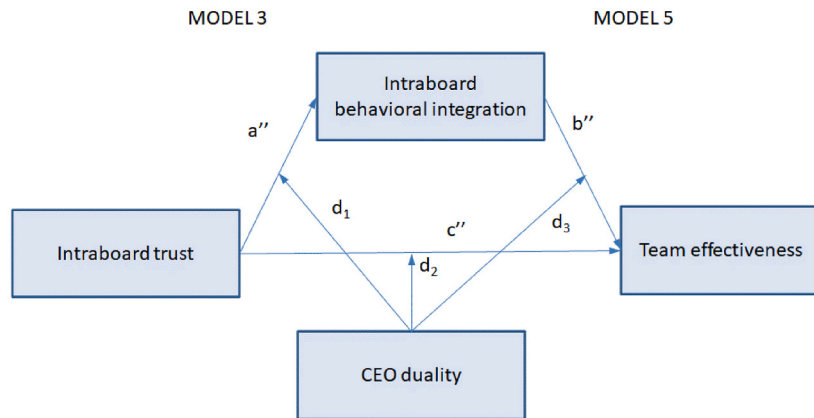 MODEL 3
MODEL 5
Intraboard
behavioral integration
a’’
b’’
d1
c’’
d3
Intraboard trust
d2
Team effectiveness
CEO duality